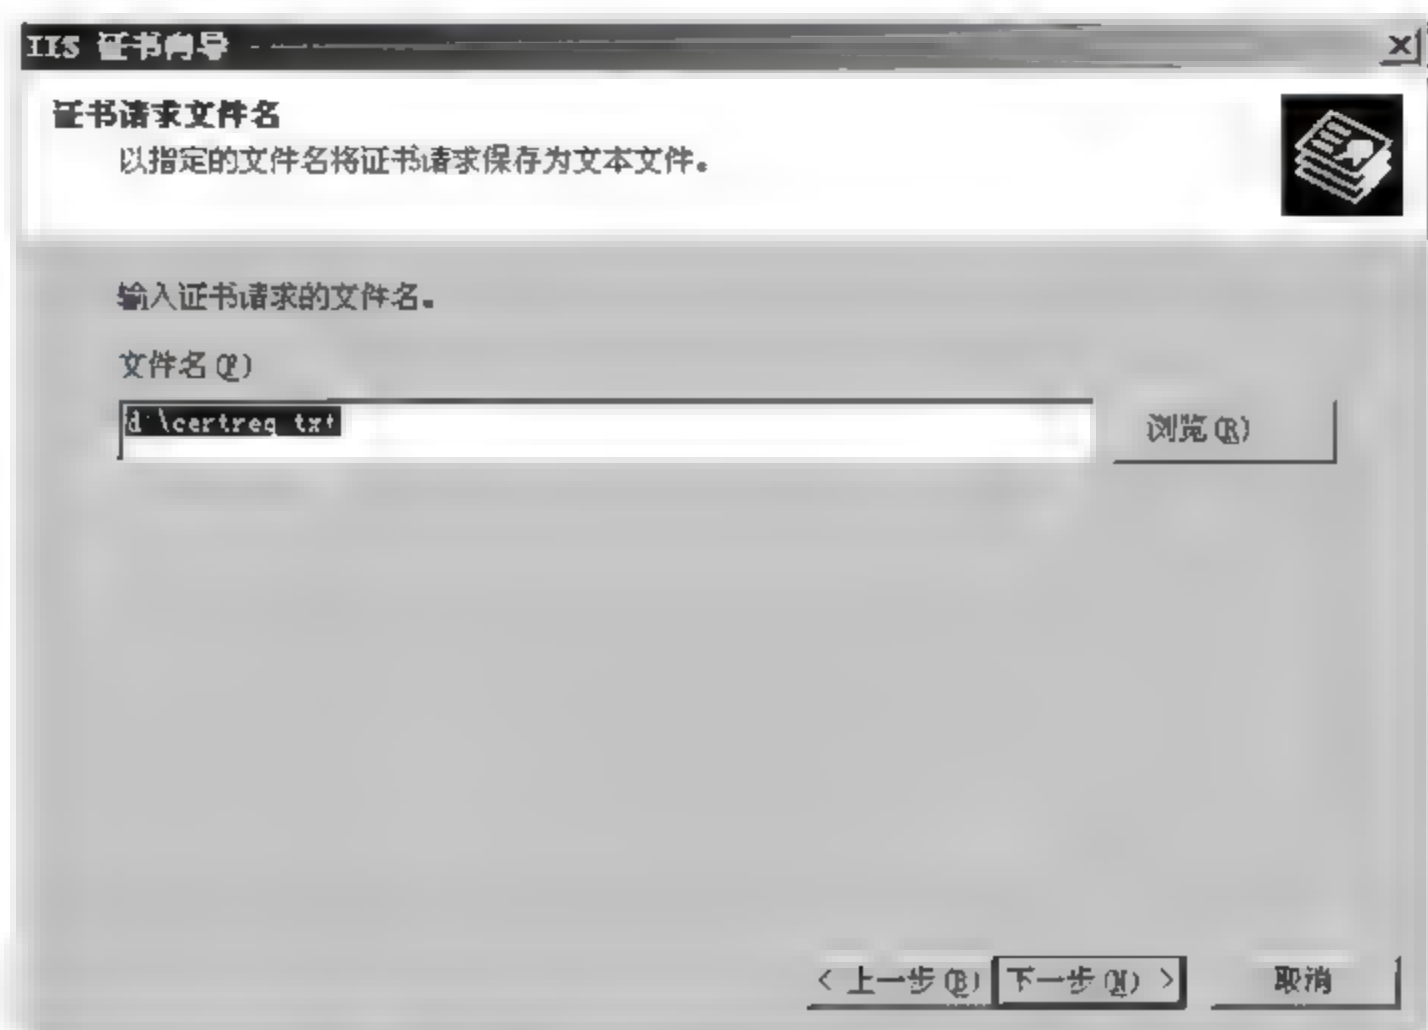 IIS 证书向导
证书请求文件名
以指定的文件名将证书请求保存为文本文件。
输入证书请求的文件名。
文件名(F)
d:\certreq.txt
浏览(R)
< 上一步(B)
下一步(N) >
取消